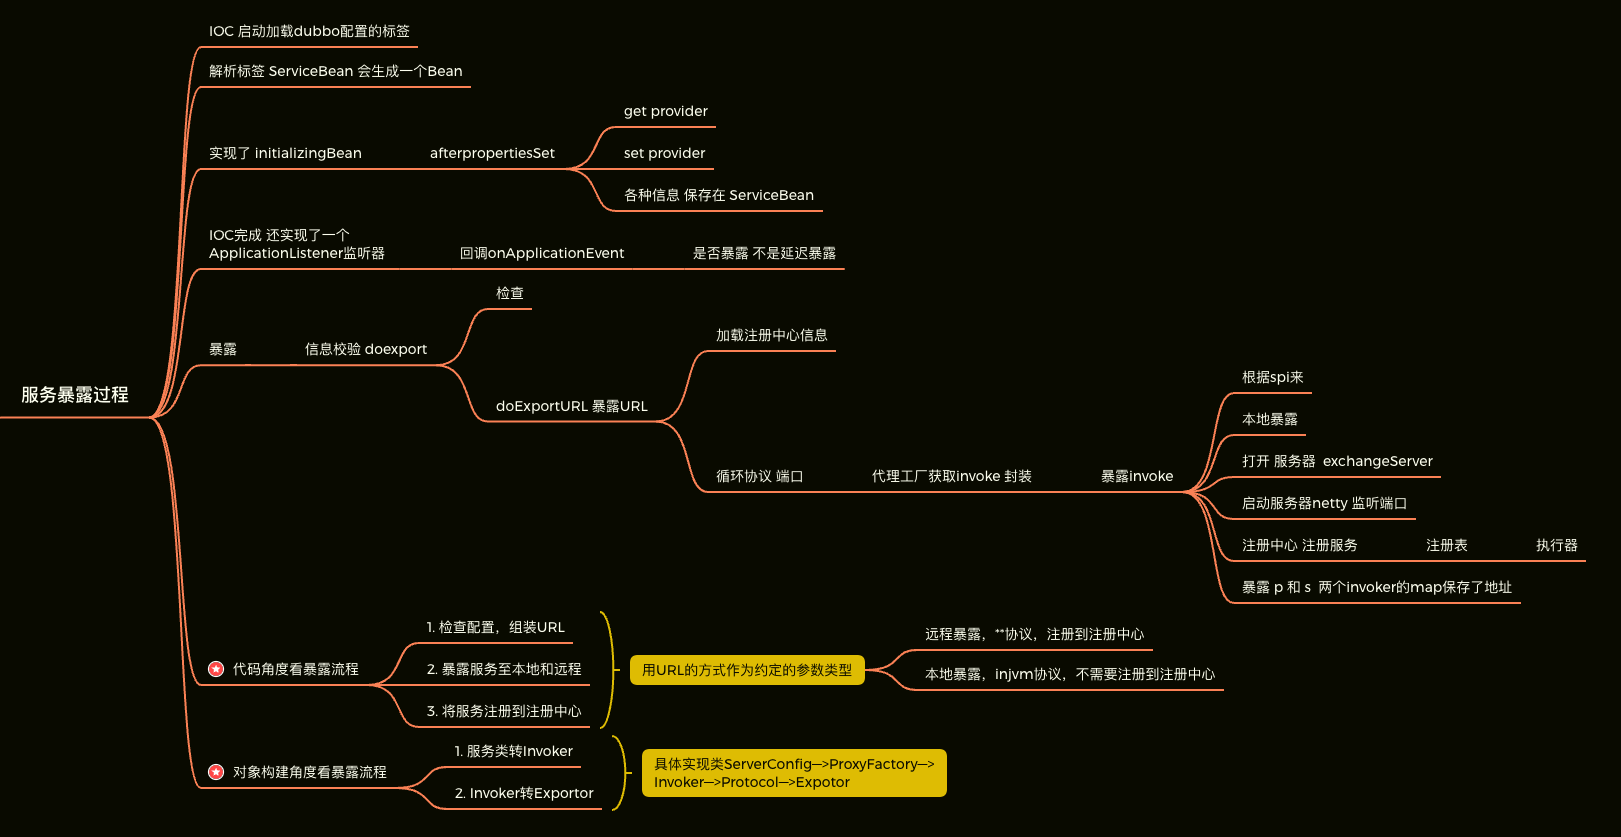 服务暴露过程
IOC 启动加载dubbo配置的标签
解析标签 ServiceBean 会生成一个Bean
实现了 initializingBean
afterpropertiesSet
get provider
set provider
各种信息 保存在 ServiceBean
IOC完成 还实现了一个
ApplicationListener监听器
回调onApplicationEvent
是否暴露 不是延迟暴露
暴露
信息校验 doexport
检查
doExportURL 暴露URL
加载注册中心信息
循环协议 端口
代理工厂获取invoke 封装
暴露invoke
根据spi来
本地暴露
打开 服务器  exchangeServer
启动服务器netty 监听端口
注册中心 注册服务
注册表
执行器
暴露 p 和 s  两个invoker的map保存了地址
代码角度看暴露流程
1. 检查配置，组装URL
2. 暴露服务至本地和远程
3. 将服务注册到注册中心
用URL的方式作为约定的参数类型
远程暴露，**协议，注册到注册中心
本地暴露，injvm协议，不需要注册到注册中心
对象构建角度看暴露流程
1. 服务类转Invoker
2. Invoker转Exportor
具体实现类ServerConfig—>ProxyFactory—>
Invoker—>Protocol—>Expotor